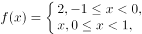 f(x) = { 2, −1 ≤ x < 0,
x, 0 ≤ x < 1,